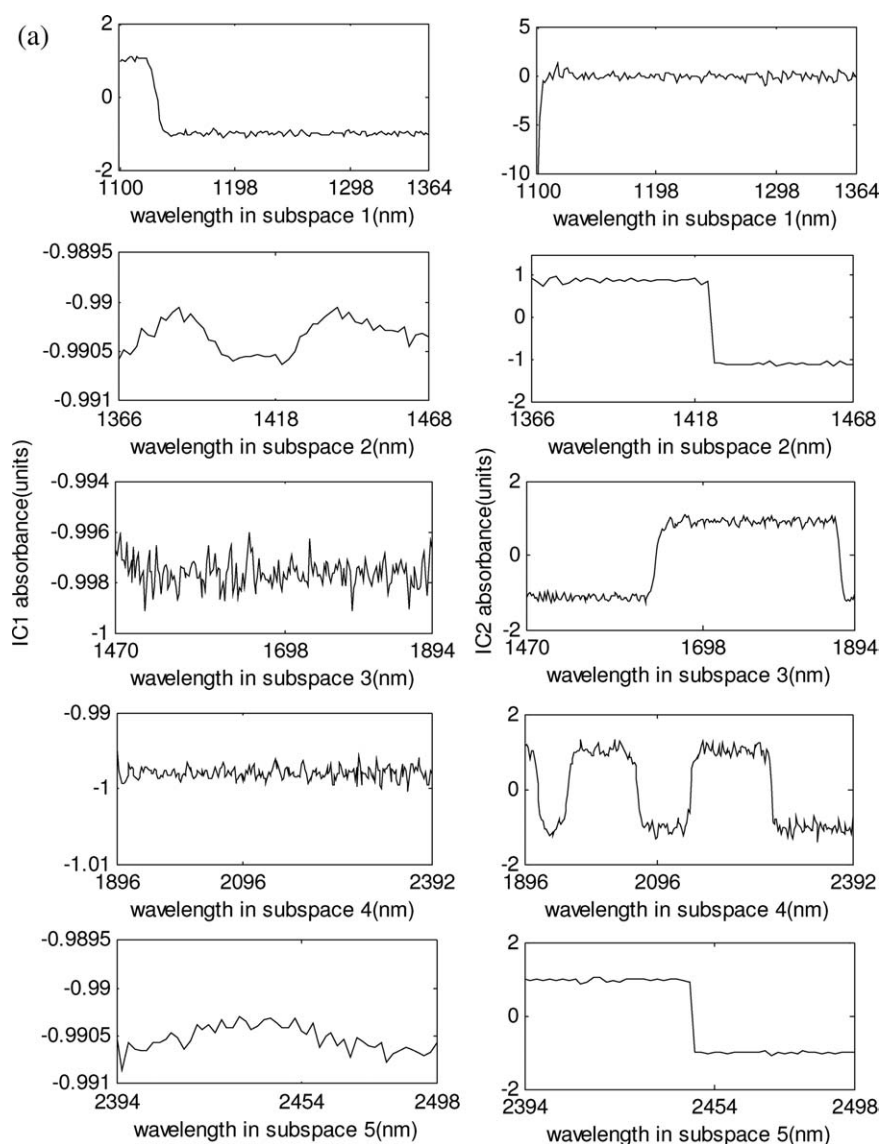 (a)
2
0
-2
1100 1198 1298 1364
wavelength in subspace 1(nm)
5
0
-5
-10
1100 1198 1298 1364
wavelength in subspace 1(nm)
-0.9895
-0.99
-0.9905
-0.991
1366 1418 1468
wavelength in subspace 2(nm)
1
0
-1
-2
1366 1418 1468
wavelength in subspace 2(nm)
IC1 absorbance(units)
-0.994
-0.996
-0.998
-1
1470 1698 1894
wavelength in subspace 3(nm)
IC2 absorbance(units)
2
0
-2
1470 1698 1894
wavelength in subspace 3(nm)
-0.99
-1
-1.01
1896 2096 2392
wavelength in subspace 4(nm)
2
0
-2
1896 2096 2392
wavelength in subspace 4(nm)
-0.9895
-0.99
-0.9905
-0.991
2394 2454 2498
wavelength in subspace 5(nm)
2
0
-2
2394 2454 2498
wavelength in subspace 5(nm)